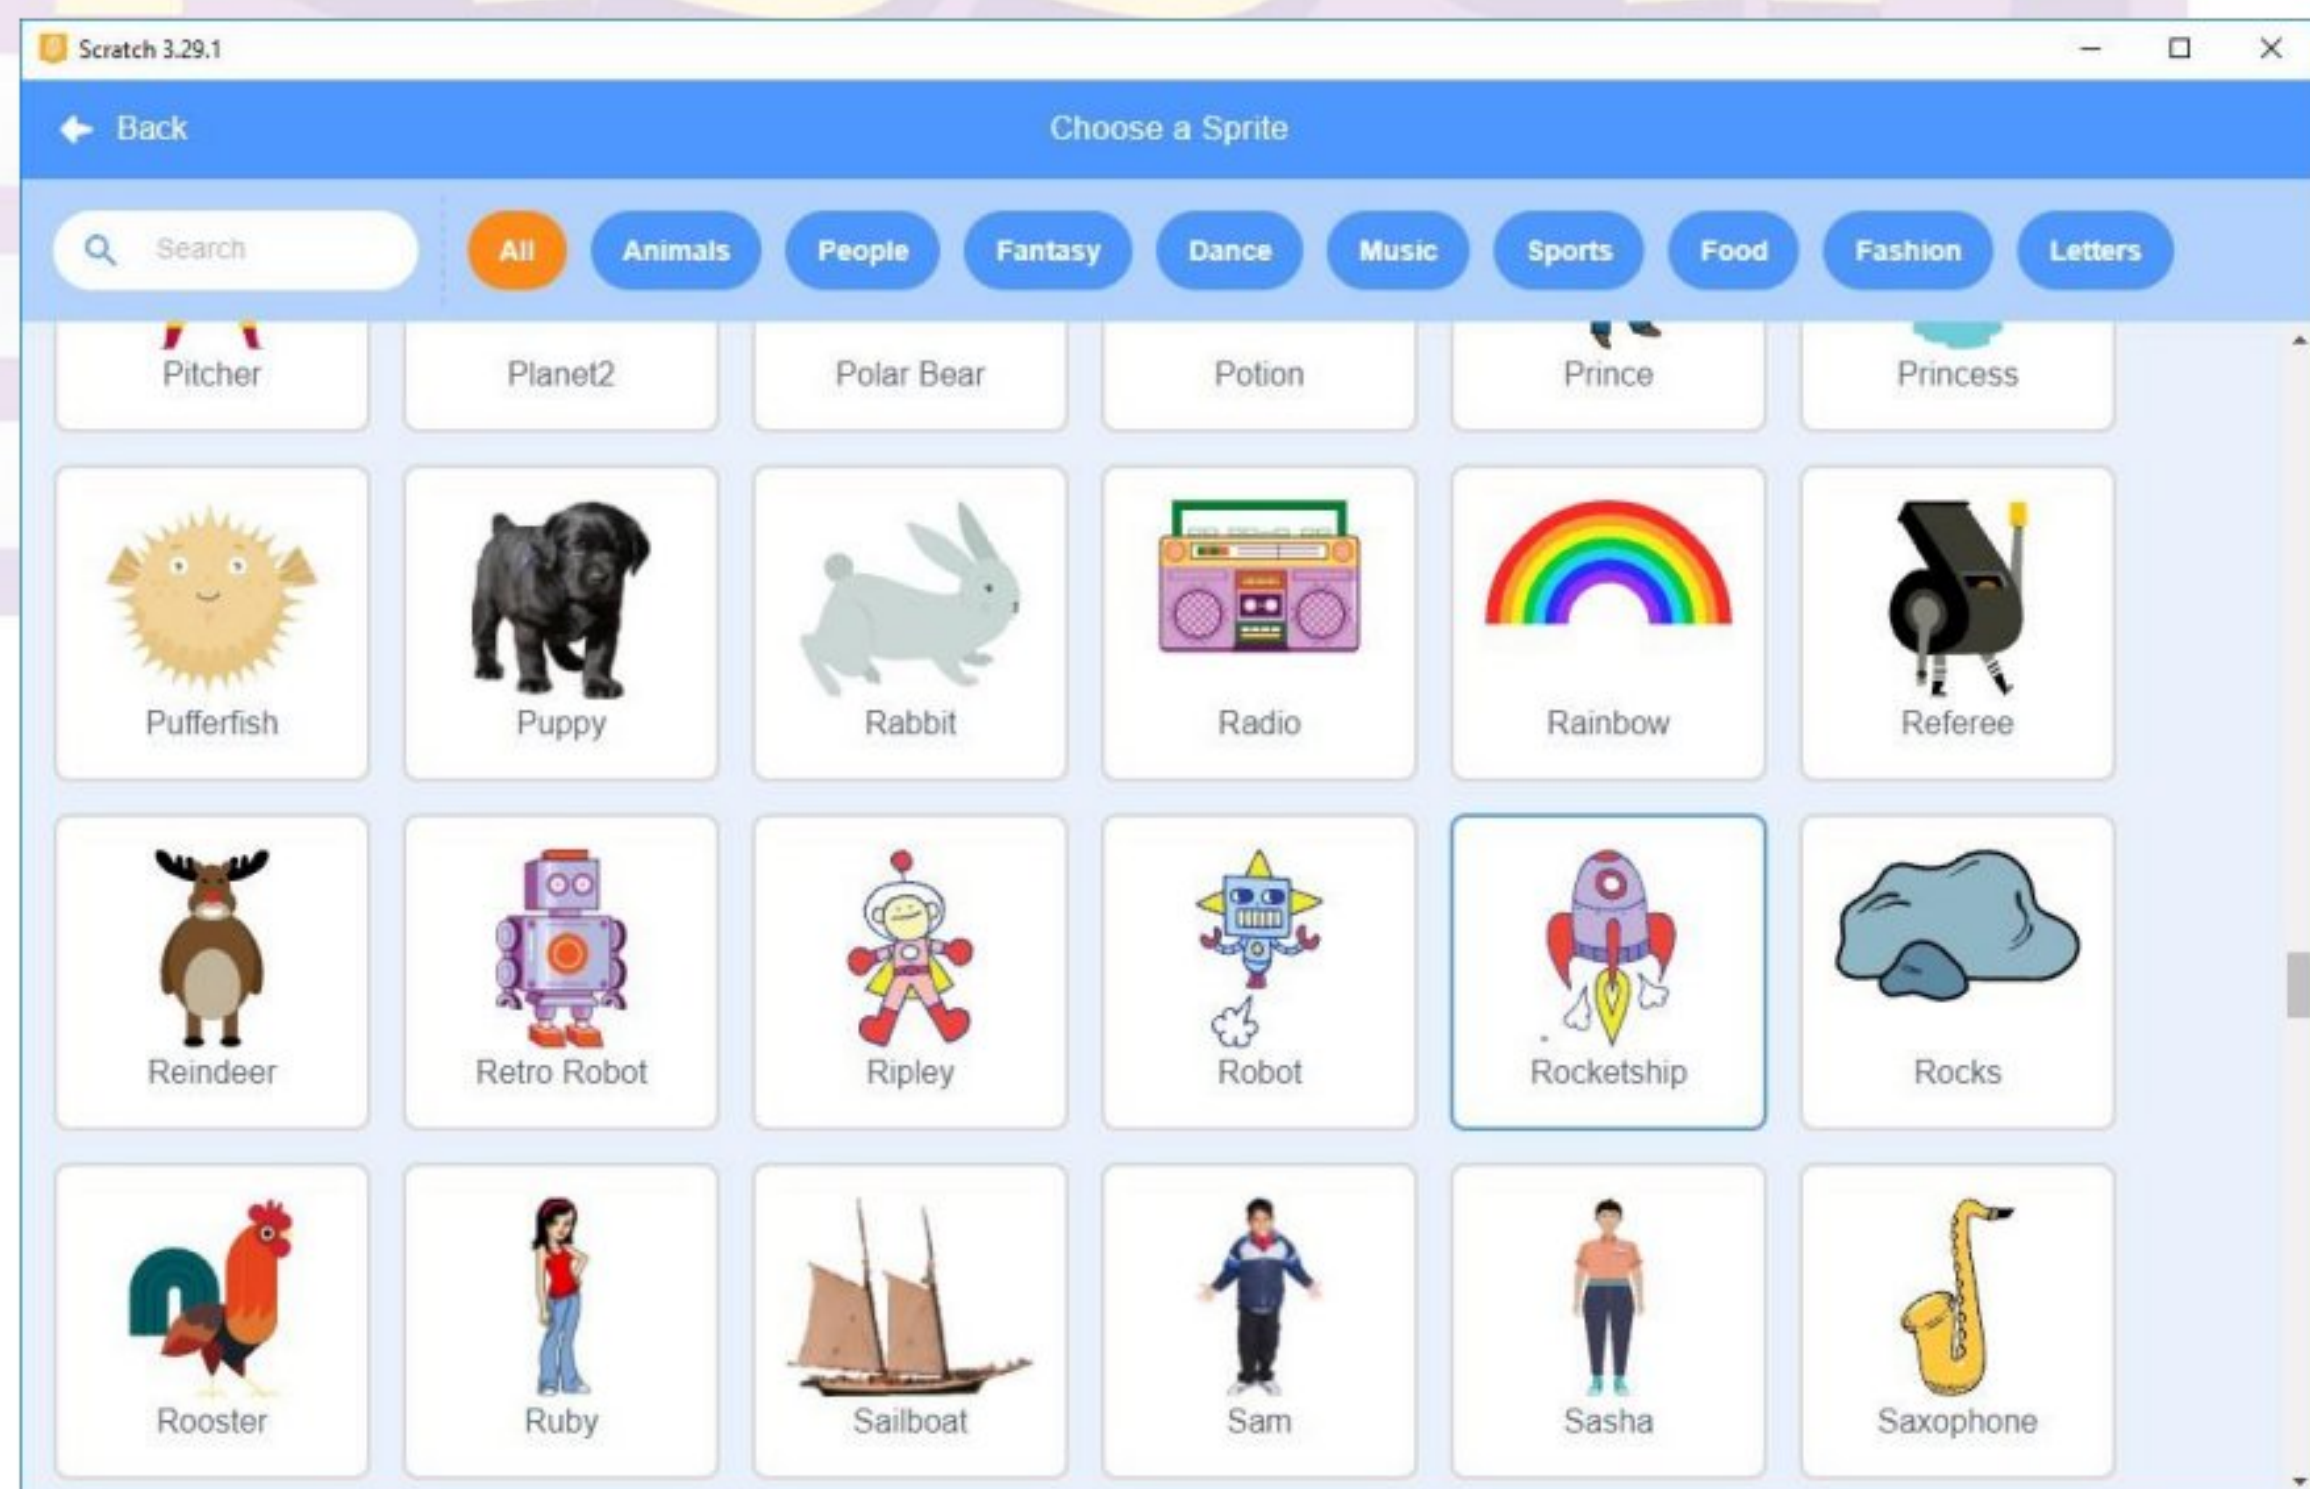 Scratch 3.29.1
Back
Choose a Sprite
Search
All Animals People Fantasy Dance Music Sports Food Fashion Letters
Pitcher Planet2 Polar Bear Potion Prince Princess
Pufferfish Puppy Rabbit Radio Rainbow Referee
Reindeer Retro Robot Ripley Robot Rocketship Rocks
Rooster Ruby Sailboat Sam Sasha Saxophone